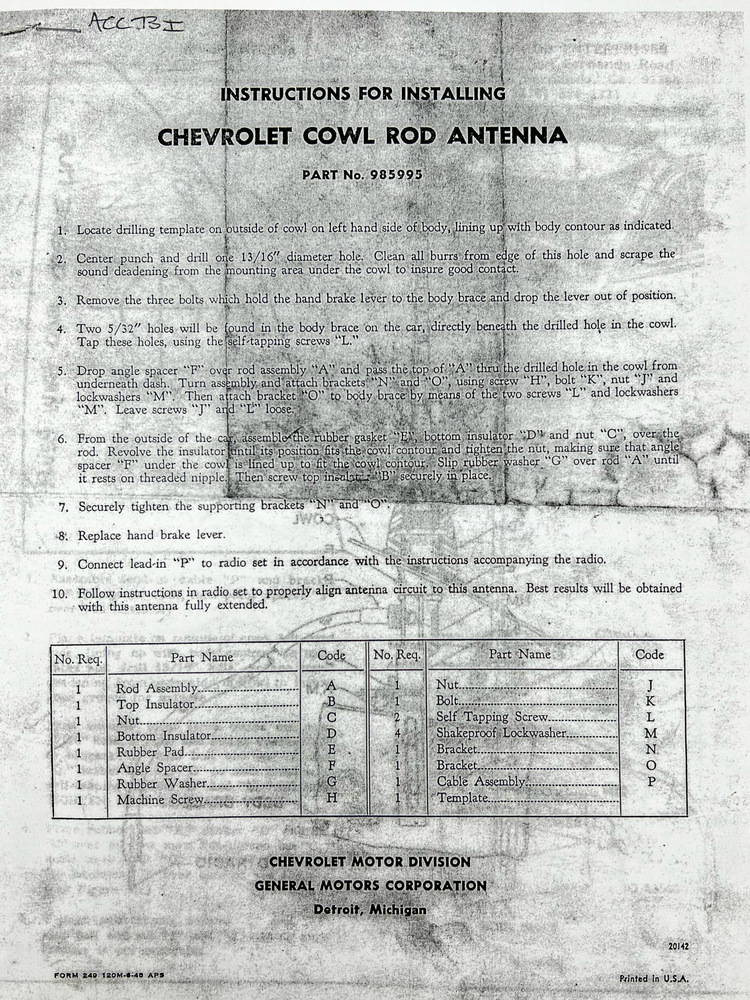 ACC 13 I
INSTRUCTIONS FOR INSTALLING
CHEVROLET COWL ROD ANTENNA
PART No. 985995
1. Locate drilling template on outside of cowl on left hand side of body, lining up with body contour as indicated.
2. Center punch and drill one 13/16" diameter hole. Clean all burrs from edge of this hole and scrape the
sound deadening from the mounting area under the cowl to insure good contact.
3. Remove the three bolts which hold the hand brake lever to the body brace and drop the lever out of position.
4. Two 5/32" holes will be found in the body brace on the car, directly beneath the drilled hole in the cowl.
Tap these holes, using the self-tapping screws "L."
5. Drop angle spacer "F" over rod assembly "A" and pass the top of "A" thru the drilled hole in the cowl from
underneath dash. Turn assembly and attach brackets "N" and "O", using screw "H", bolt "K", nut "J" and
lockwashers "M". Then attach bracket "O" to body brace by means of the two screws "L" and lockwashers
"M". Leave screws "J" and "L" loose.
6. From the outside of the car, assemble the rubber gasket "E", bottom insulator "D" and nut "C", over the
rod. Revolve the insulator until its position fits the cowl contour and tighten the nut, making sure that angle
spacer "F" under the cowl is lined up to fit the cowl contour. Slip rubber washer "G" over rod "A" until
it rests on threaded nipple. Then screw top insulator "B" securely in place.
7. Securely tighten the supporting brackets "N" and "O".
COWL
8. Replace hand brake lever.
9. Connect lead-in "P" to radio set in accordance with the instructions accompanying the radio.
10. Follow instructions in radio set to properly align antenna circuit to this antenna. Best results will be obtained
with this antenna fully extended.
No. Req. Part Name Code No. Req. Part Name Code
1 Rod Assembly A 1 Nut J
1 Top Insulator B 1 Bolt K
1 Nut C 2 Self Tapping Screw L
1 Bottom Insulator D 4 Shakeproof Lockwasher M
1 Rubber Pad E 1 Bracket N
1 Angle Spacer F 1 Bracket O
1 Rubber Washer G 1 Cable Assembly P
1 Machine Screw H 1 Template
CHEVROLET MOTOR DIVISION
GENERAL MOTORS CORPORATION
Detroit, Michigan
20142
FORM 249 120M-6-46 APS
Printed in U.S.A.